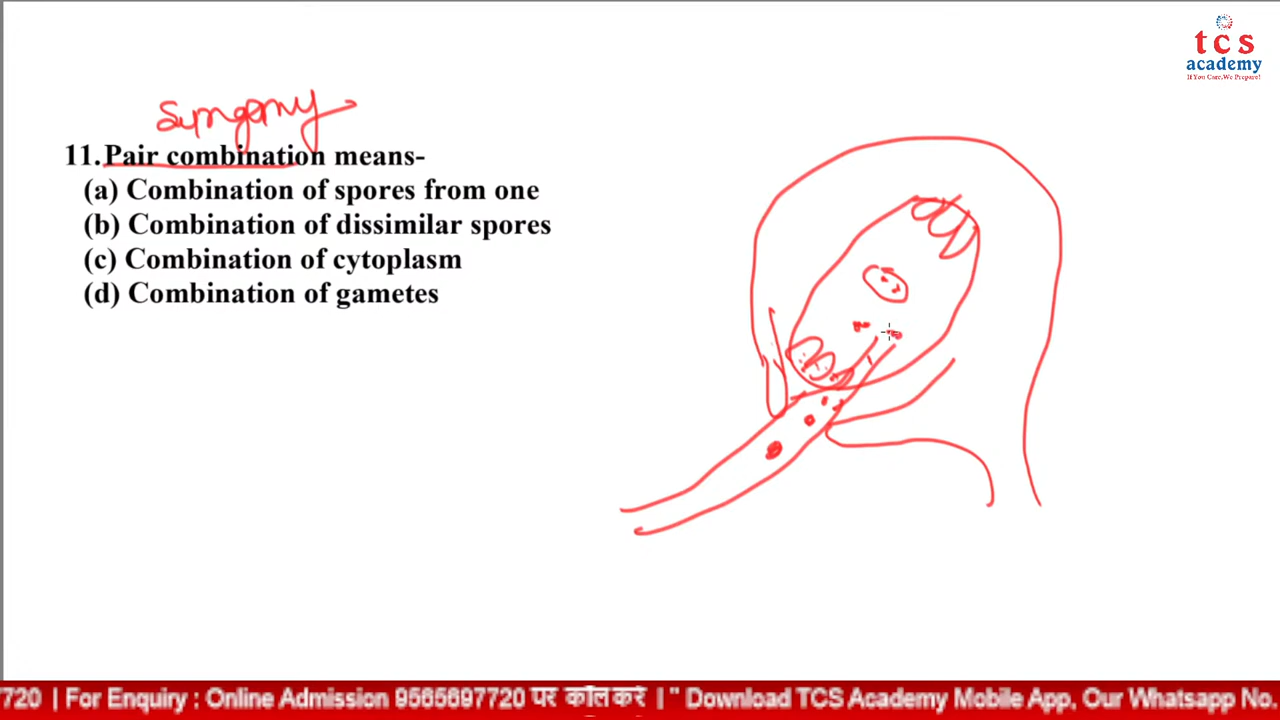 tcs
academy
If You Care,We Prepare!
Syngamy
11.Pair combination means-
(a) Combination of spores from one
(b) Combination of dissimilar spores
(c) Combination of cytoplasm
(d) Combination of gametes
7720 | For Enquiry : Online Admission 9565697720 पर कॉल करें | " Download TCS Academy Mobile App, Our Whatsapp No.